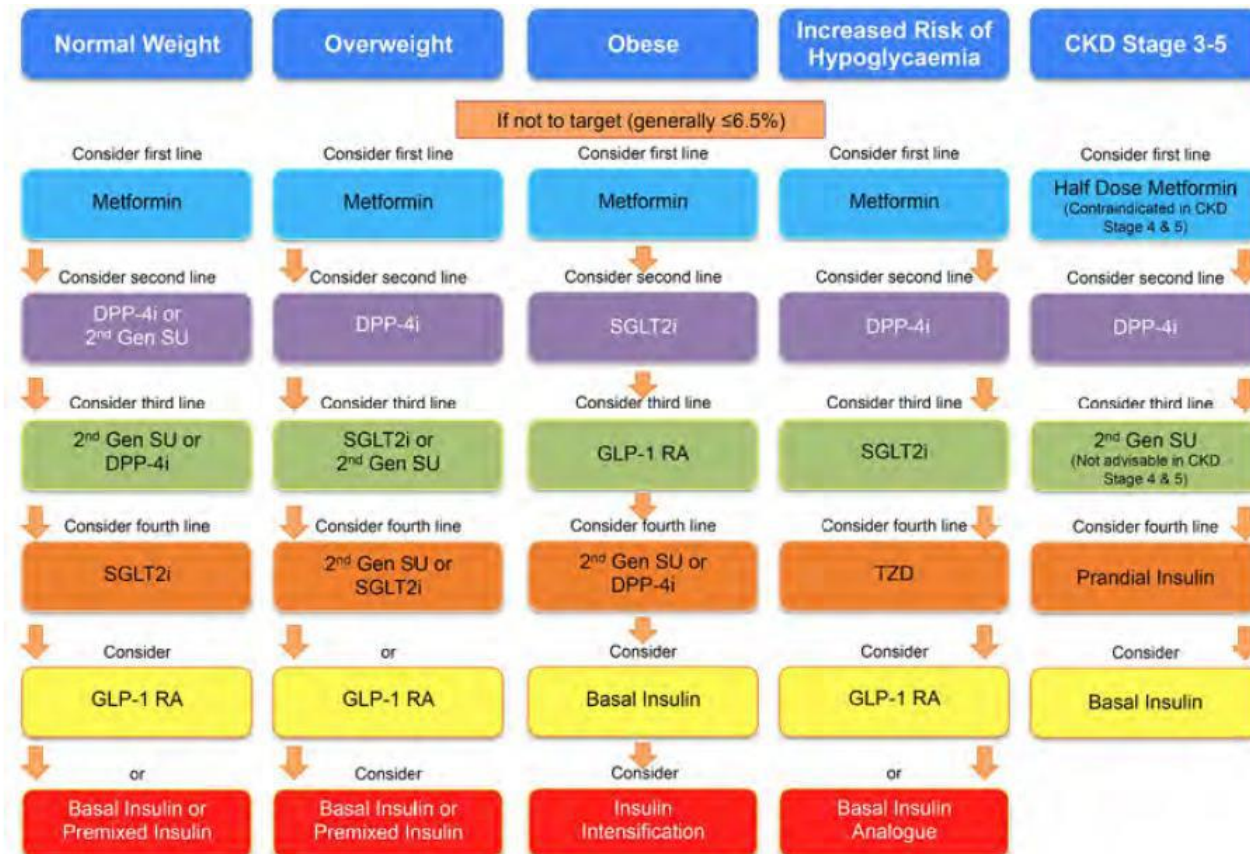 Normal Weight
Overweight
Obese
Increased Risk of
Hypoglycaemia
CKD Stage 3-5
If not to target (generally ≤6.5%)
Consider first line
Consider first line
Consider first line
Consider first line
Consider first line
Metformin
Metformin
Metformin
Metformin
Half Dose Metformin
(Contraindicated in CKD
Stage 4 & 5)
Consider second line
Consider second line
Consider second line
Consider second line
Consider second line
DPP-4i or
2nd Gen SU
DPP-4i
SGLT2i
DPP-4i
DPP-4i
Consider third line
Consider third line
Consider third line
Consider third line
Consider third line
2nd Gen SU or
DPP-4i
SGLT2i or
2nd Gen SU
GLP-1 RA
SGLT2i
2nd Gen SU
(Not advisable in CKD
Stage 4 & 5)
Consider fourth line
Consider fourth line
Consider fourth line
Consider fourth line
Consider fourth line
SGLT2i
2nd Gen SU or
SGLT2i
2nd Gen SU or
DPP-4i
TZD
Prandial Insulin
Consider
or
Consider
Consider
Consider
GLP-1 RA
GLP-1 RA
Basal Insulin
GLP-1 RA
Basal Insulin
or
Consider
Consider
or
Basal Insulin or
Premixed Insulin
Basal Insulin or
Premixed Insulin
Insulin
Intensification
Basal Insulin
Analogue